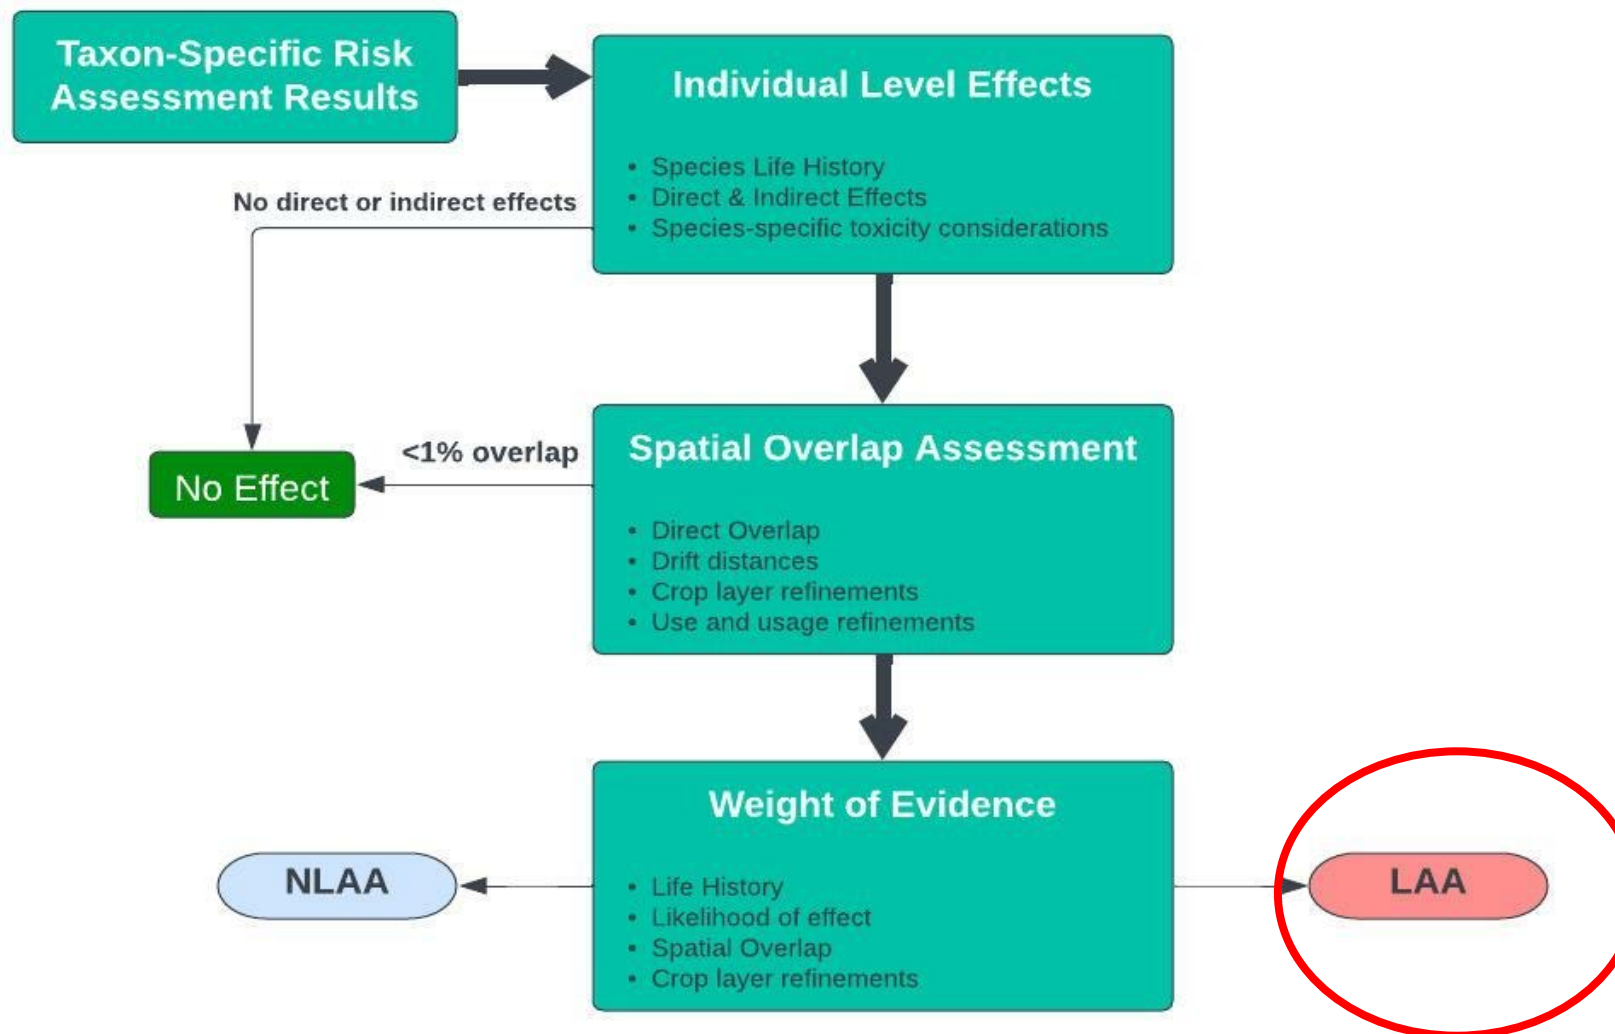 Taxon-Specific Risk
Assessment Results
Individual Level Effects
• Species Life History
• Direct & Indirect Effects
• Species-specific toxicity considerations
No direct or indirect effects
Spatial Overlap Assessment
<1% overlap
No Effect
• Direct Overlap
• Drift distances
• Crop layer refinements
• Use and usage refinements
Weight of Evidence
• Life History
• Likelihood of effect
• Spatial Overlap
• Crop layer refinements
NLAA
LAA